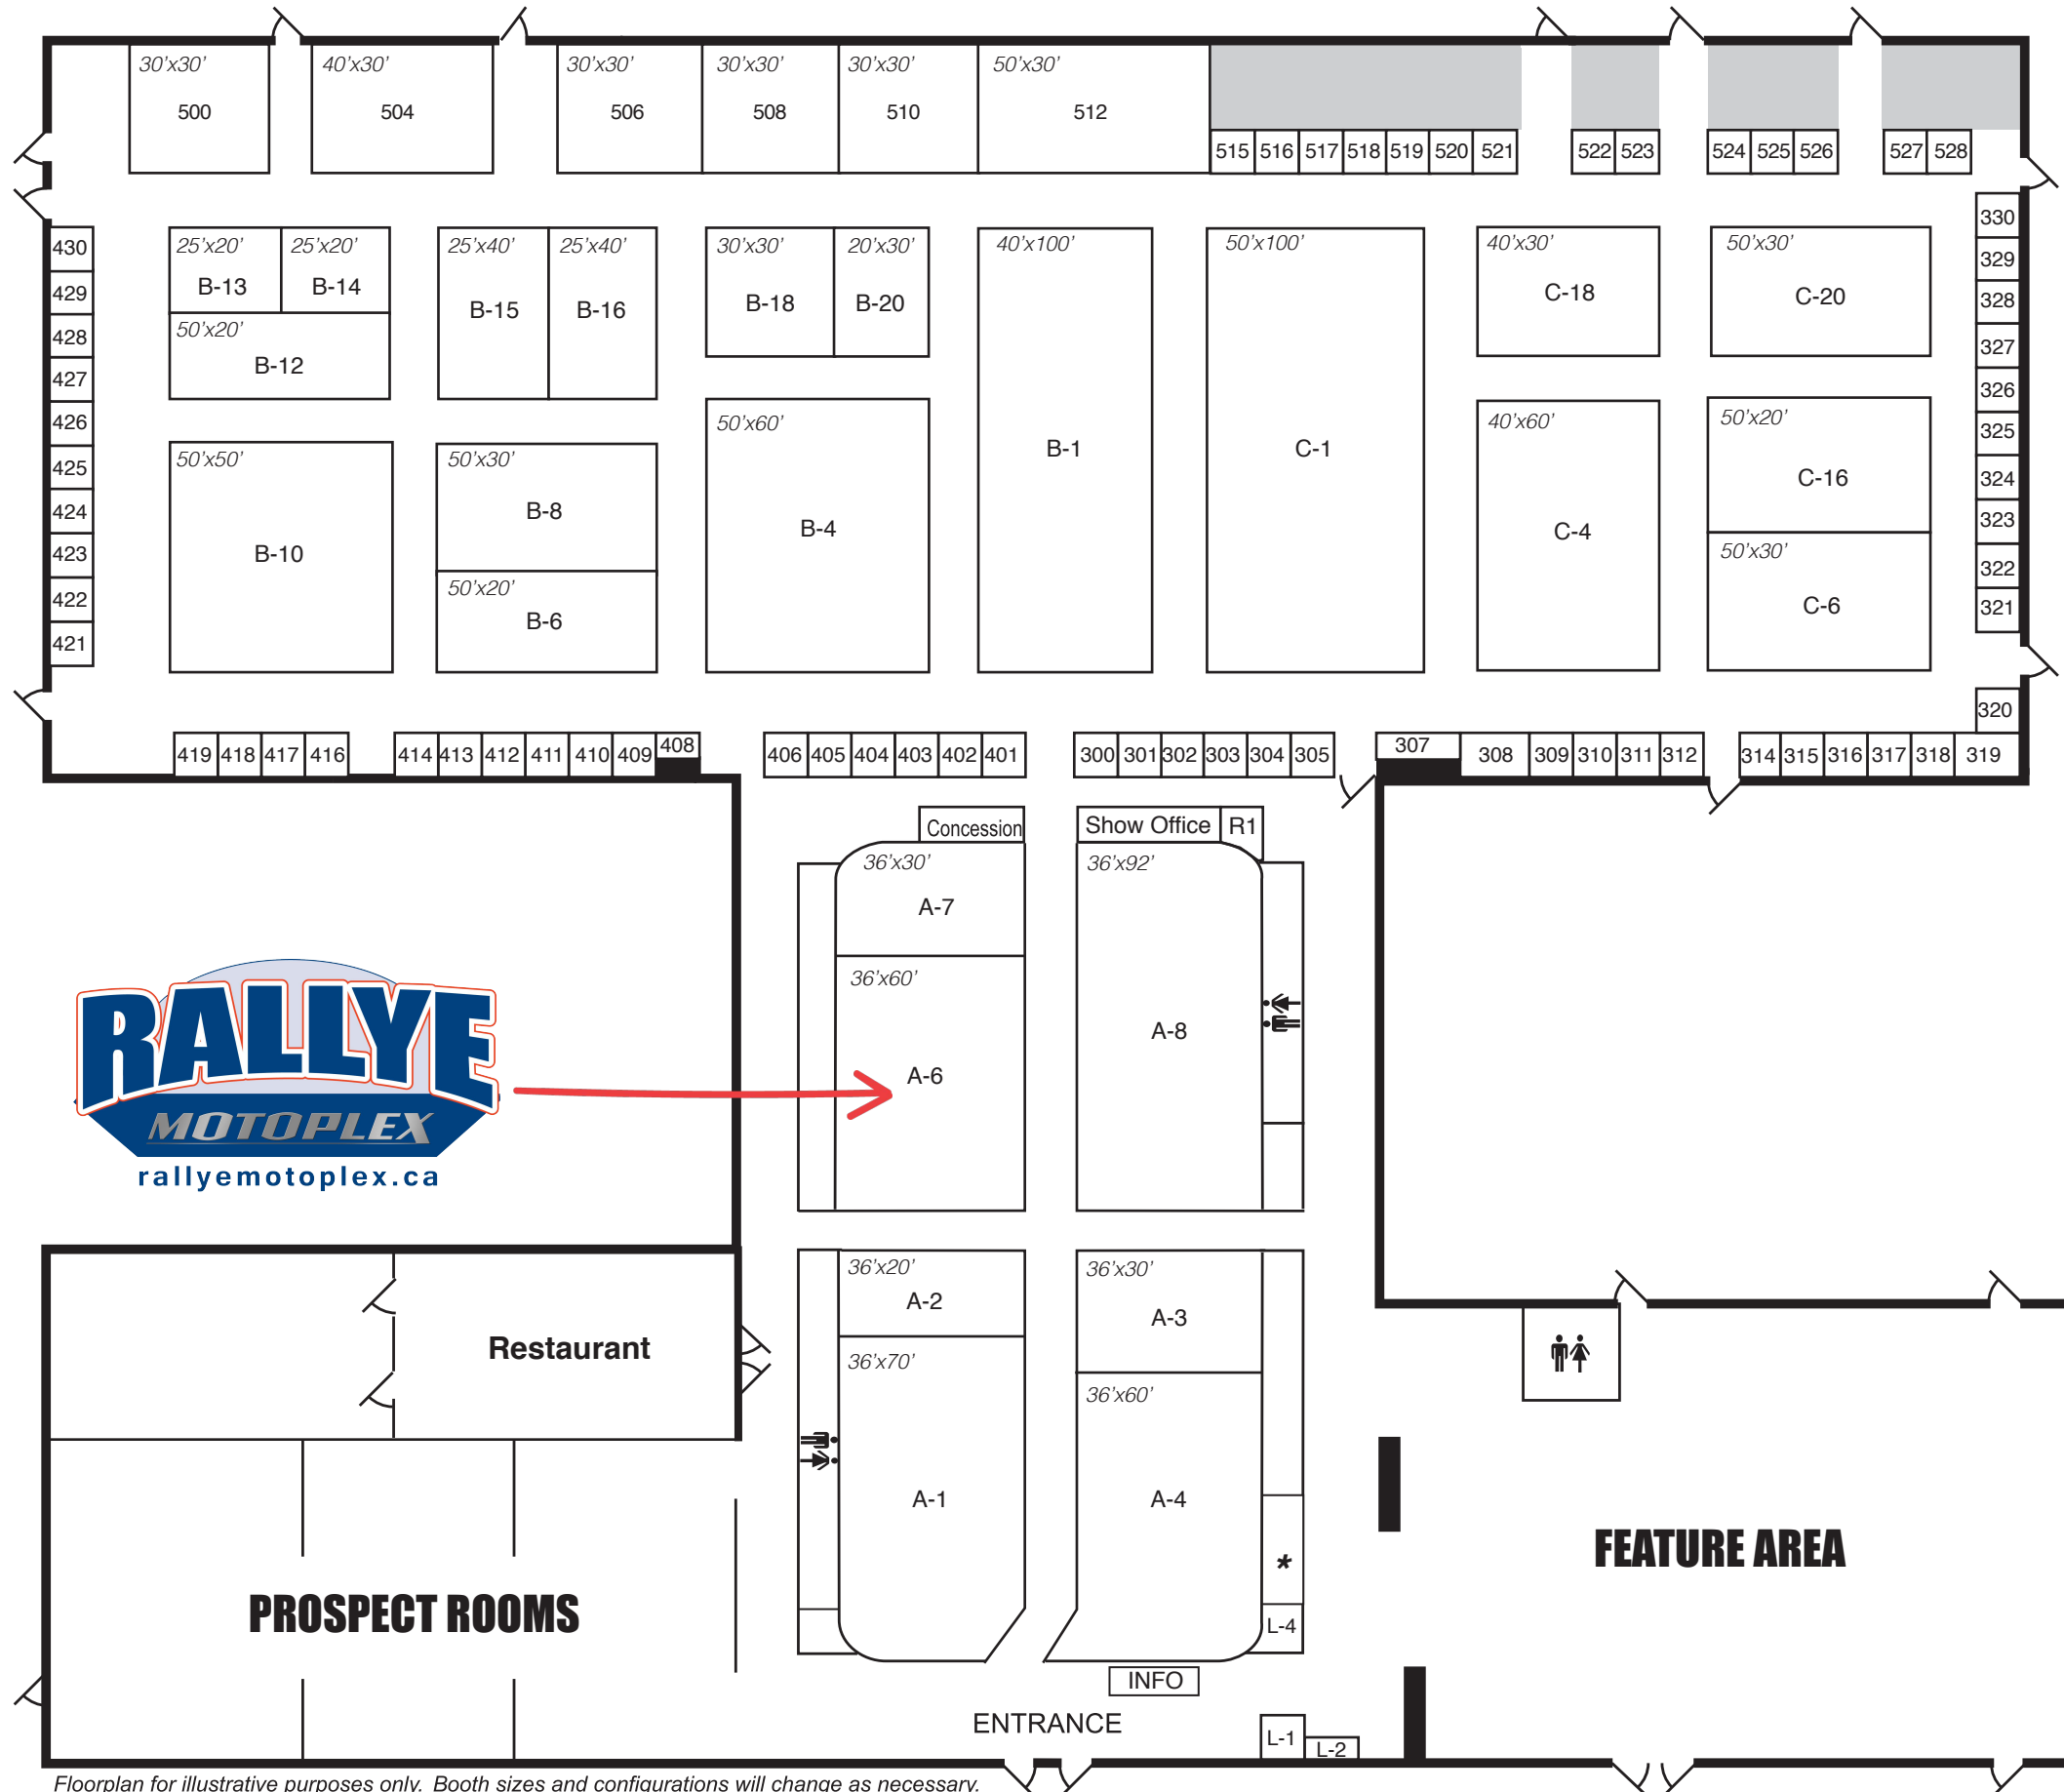 30’x30’
500
40’x30’
504
30’x30’
506
30’x30’
508
30’x30’
510
50’x30’
512
515 516 517 518 519 520 521
522 523
524 525 526
527 528
430
429
428
427
426
425
424
423
422
421
25’x20’
B-13
25’x20’
B-14
50’x20’
B-12
25’x40’
B-15
25’x40’
B-16
30’x30’
B-18
20’x30’
B-20
40’x100’
B-1
50’x100’
C-1
40’x30’
C-18
50’x30’
C-20
330
329
328
327
326
325
324
323
322
321
320
50’x50’
B-10
50’x30’
B-8
50’x20’
B-6
50’x60’
B-4
40’x60’
C-4
50’x20’
C-16
50’x30’
C-6
419 418 417 416
414 413 412 411 410 409 408
406 405 404 403 402 401
300 301 302 303 304 305
307 308 309 310 311 312
314 315 316 317 318 319
Concession
Show Office R1
36’x30’
A-7
36’x92’
A-8
36’x60’
A-6
RALLYE
MOTOPLEX
rallyemotoplex.ca
36’x20’
A-2
36’x30’
A-3
Restaurant
36’x70’
A-1
36’x60’
A-4
*
L-4
FEATURE AREA
PROSPECT ROOMS
INFO
ENTRANCE
L-1
L-2
Floorplan for illustrative purposes only. Booth sizes and configurations will change as necessary.